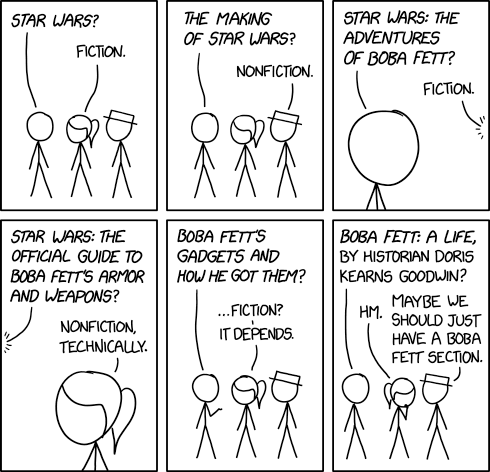 STAR WARS?
FICTION.
THE MAKING
OF STAR WARS?
NONFICTION.
STAR WARS: THE
ADVENTURES
OF BOBA FETT?
FICTION.
STAR WARS: THE
OFFICIAL GUIDE TO
BOBA FETT'S ARMOR
AND WEAPONS?
NONFICTION,
TECHNICALLY.
BOBA FETT'S
GADGETS AND
HOW HE GOT THEM?
...FICTION?
IT DEPENDS.
BOBA FETT: A LIFE,
BY HISTORIAN DORIS
KEARNS GOODWIN?
HM.
MAYBE WE
SHOULD JUST
HAVE A BOBA
FETT SECTION.